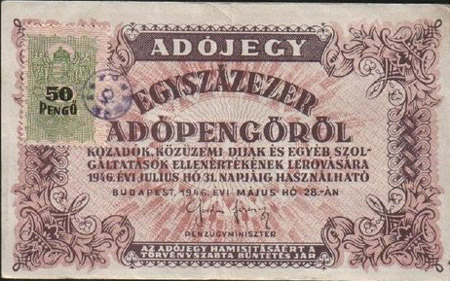 ADÓJEGY
50
PENGŐ
EGYSZÁZEZER
ADÓPENGŐRŐL
KÖZADÓK, KÖZÜZEMI DIJAK ÉS EGYÉB SZOL-
GÁLTATÁSOK ELLENÉRTÉKÉNEK LEROVÁSÁRA
1946. ÉVI JÚLIUS HÓ 31. NAPJÁIG HASZNÁLHATÓ
BUDAPEST, 1946. ÉVI MÁJUS HÓ 28.-ÁN
PÉNZÜGYMINISZTER
AZ ADÓJEGY HAMISITÁSÁÉRT A
TÖRVÉNYSZABTA BÜNTETÉS JÁR